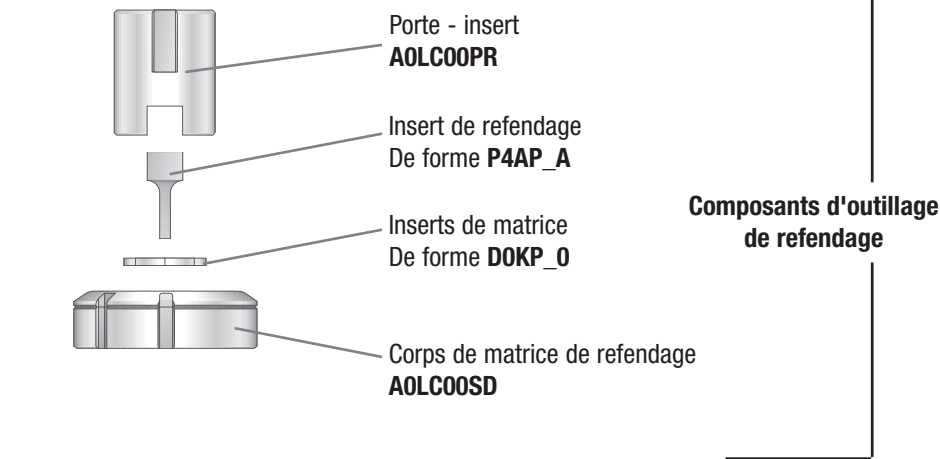 Porte - insert
A0LC00PR
Insert de refendage
De forme P4AP_A
Inserts de matrice
De forme D0KP_0
Corps de matrice de refendage
A0LC00SD
Composants d'outillage
de refendage